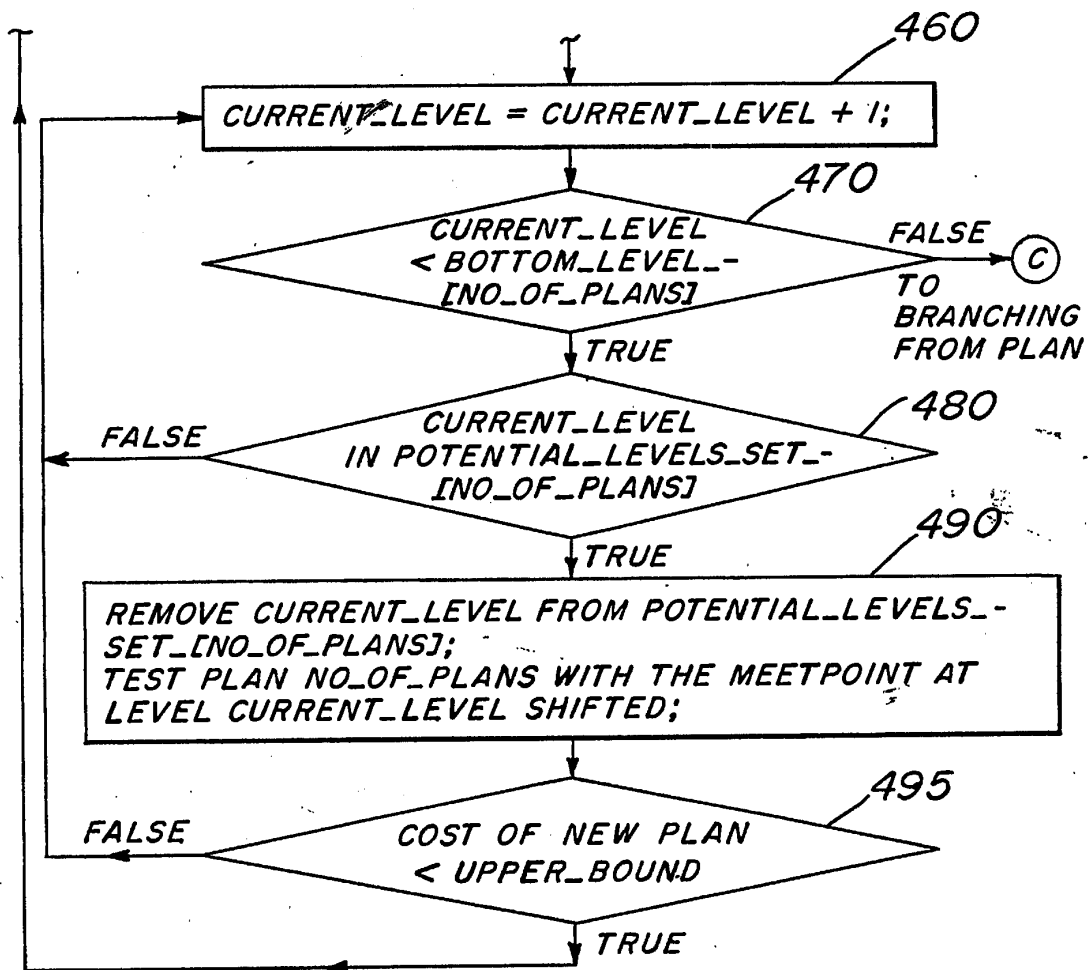 460
CURRENT_LEVEL = CURRENT_LEVEL + 1;
470
CURRENT_LEVEL
< BOTTOM_LEVEL_-
[NO_OF_PLANS]
FALSE
C
TO
BRANCHING
FROM PLAN
TRUE
480
CURRENT_LEVEL
IN POTENTIAL_LEVELS_SET_-
[NO_OF_PLANS]
FALSE
TRUE
490
REMOVE CURRENT_LEVEL FROM POTENTIAL_LEVELS_-
SET_[NO_OF_PLANS];
TEST PLAN NO_OF_PLANS WITH THE MEETPOINT AT
LEVEL CURRENT_LEVEL SHIFTED;
495
COST OF NEW PLAN
< UPPER_BOUND
FALSE
TRUE